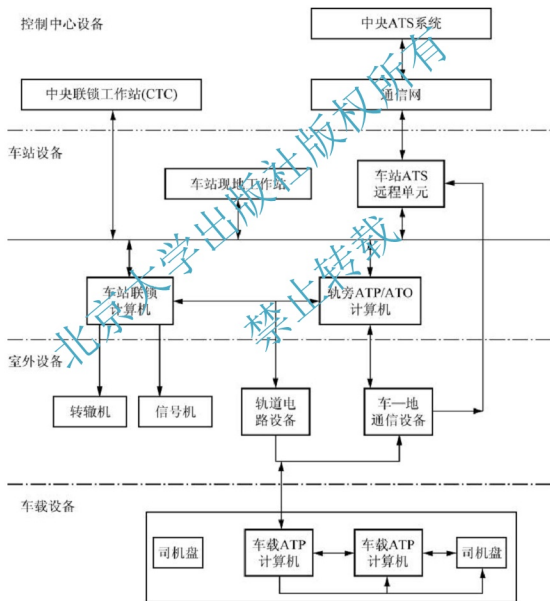 控制中心设备
中央ATS系统
中央联锁工作站(CTC)
通信网
车站设备
车站现地工作站
车站ATS
远程单元
车站联锁
计算机
轨旁ATP/ATO
计算机
室外设备
转辙机
信号机
轨道电
路设备
车—地
通信设备
车载设备
司机盘
车载ATP
计算机
车载ATP
计算机
司机盘
北京大学出版社版权所有
禁止转载